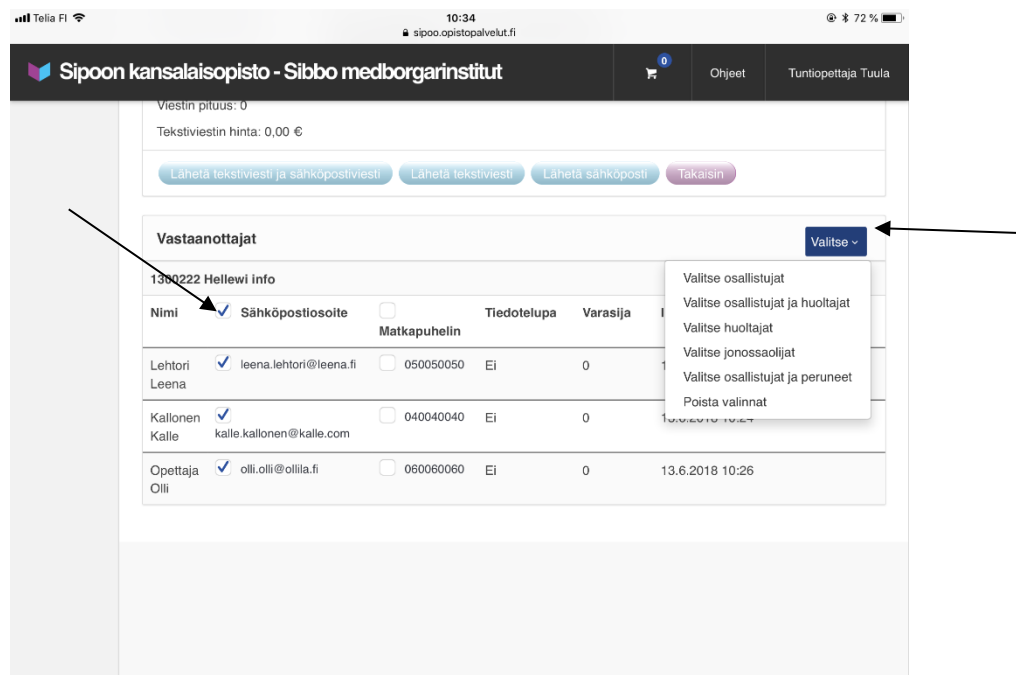 Telia FI 10:34 72 %
sipoo.opistopalvelut.fi
Sipoon kansalaisopisto - Sibbo medborgarinstitut 0 Ohjeet Tuntiopettaja Tuula
Viestin pituus: 0
Tekstiviestin hinta: 0,00 €
Lähetä tekstiviesti ja sähköpostiviesti Lähetä tekstiviesti Lähetä sähköposti Takaisin
Vastaanottajat Valitse
1300222 Hellewi info
Valitse osallistujat
Valitse osallistujat ja huoltajat
Valitse huoltajat
Valitse jonossaolijat
Valitse osallistujat ja peruneet
Poista valinnat
Nimi Sähköpostiosoite Matkapuhelin Tiedotelupa Varasija
Lehtori leena.lehtori@leena.fi 050050050 Ei 0
Leena
Kallonen 040040040 Ei 0
Kalle kalle.kallonen@kalle.com
Opettaja olli.olli@ollila.fi 060060060 Ei 0 13.6.2018 10:26
Olli